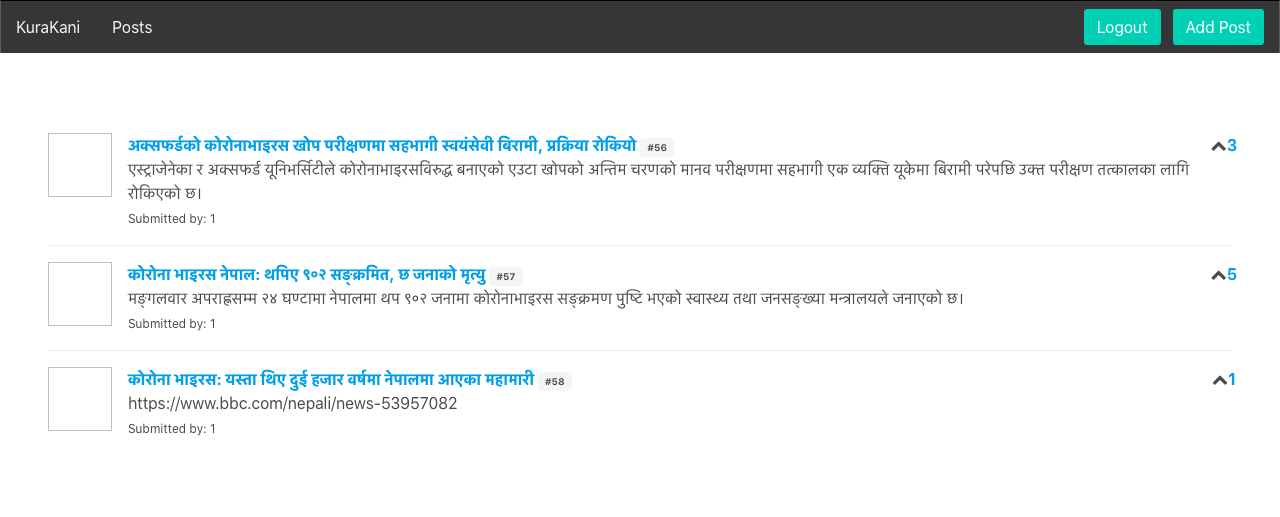 KuraKani Posts Logout Add Post
अक्सफर्डको कोरोनाभाइरस खोप परीक्षणमा सहभागी स्वयंसेवी बिरामी, प्रक्रिया रोकियो #56 3
एस्ट्राजेनेका र अक्सफर्ड यूनिभर्सिटीले कोरोनाभाइरसविरुद्ध बनाएको एउटा खोपको अन्तिम चरणको मानव परीक्षणमा सहभागी एक व्यक्ति यूकेमा बिरामी परेपछि उक्त परीक्षण तत्कालका लागि
रोकिएको छ।
Submitted by: 1
कोरोना भाइरस नेपाल: थपिए ९०२ सङ्क्रमित, छ जनाको मृत्यु #57 5
मङ्गलवार अपराह्नसम्म २४ घण्टामा नेपालमा थप ९०२ जनामा कोरोनाभाइरस सङ्क्रमण पुष्टि भएको स्वास्थ्य तथा जनसङ्ख्या मन्त्रालयले जनाएको छ।
Submitted by: 1
कोरोना भाइरस: यस्ता थिए दुई हजार वर्षमा नेपालमा आएका महामारी #58 1
https://www.bbc.com/nepali/news-53957082
Submitted by: 1